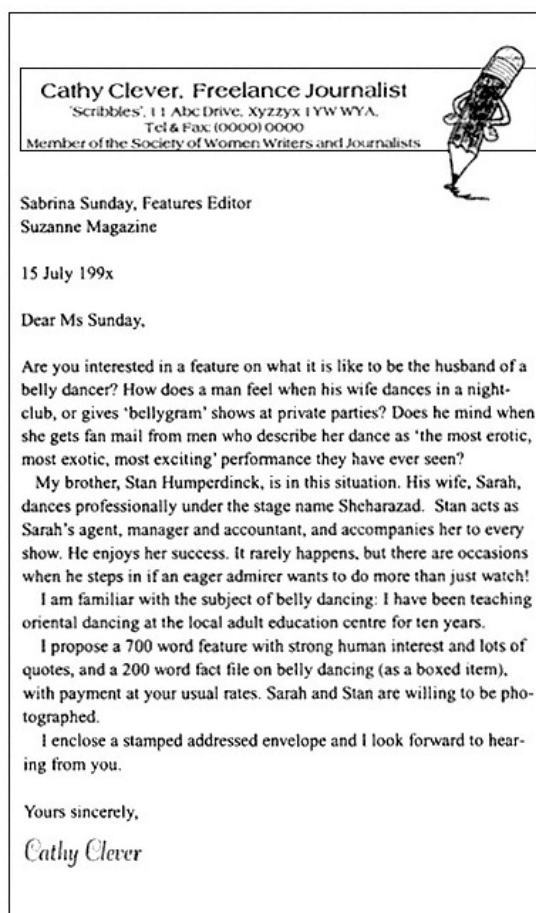 Cathy Clever, Freelance Journalist
'Scribbles', 11 Abc Drive, Xyzzyx 1YW WYA,
Tel & Fax: (0000) 0000
Member of the Society of Women Writers and Journalists
Sabrina Sunday, Features Editor
Suzanne Magazine
15 July 199x
Dear Ms Sunday,
Are you interested in a feature on what it is like to be the husband of a
belly dancer? How does a man feel when his wife dances in a night-
club, or gives 'bellygram' shows at private parties? Does he mind when
she gets fan mail from men who describe her dance as 'the most erotic,
most exotic, most exciting' performance they have ever seen?
My brother, Stan Humperdinck, is in this situation. His wife, Sarah,
dances professionally under the stage name Sheharazad. Stan acts as
Sarah's agent, manager and accountant, and accompanies her to every
show. He enjoys her success. It rarely happens, but there are occasions
when he steps in if an eager admirer wants to do more than just watch!
I am familiar with the subject of belly dancing: I have been teaching
oriental dancing at the local adult education centre for ten years.
I propose a 700 word feature with strong human interest and lots of
quotes, and a 200 word fact file on belly dancing (as a boxed item),
with payment at your usual rates. Sarah and Stan are willing to be pho-
tographed.
I enclose a stamped addressed envelope and I look forward to hear-
ing from you.
Yours sincerely,
Cathy Clever